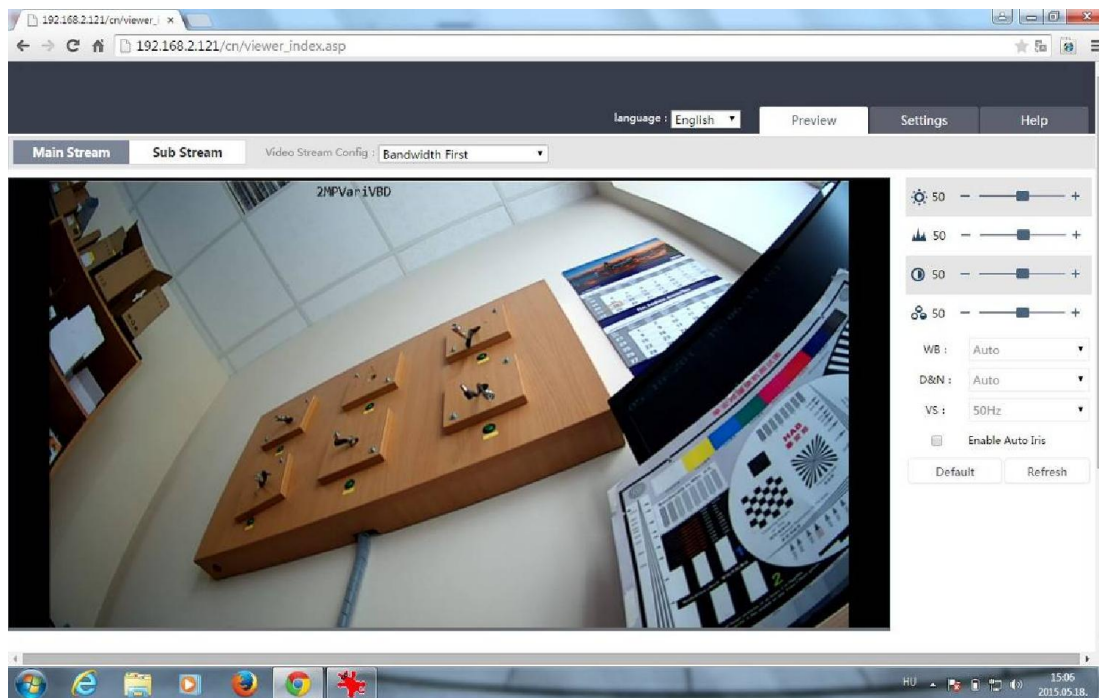 192.168.2.121/cn/viewer_i
192.168.2.121/cn/viewer_index.asp
language : English
Preview
Settings
Help
Main Stream
Sub Stream
Video Stream Config : Bandwidth First
2MPVariVBD
50
50
50
50
WB : Auto
D&N : Auto
VS : 50Hz
Enable Auto Iris
Default
Refresh
1
2
HU
15:06
2015.05.18.